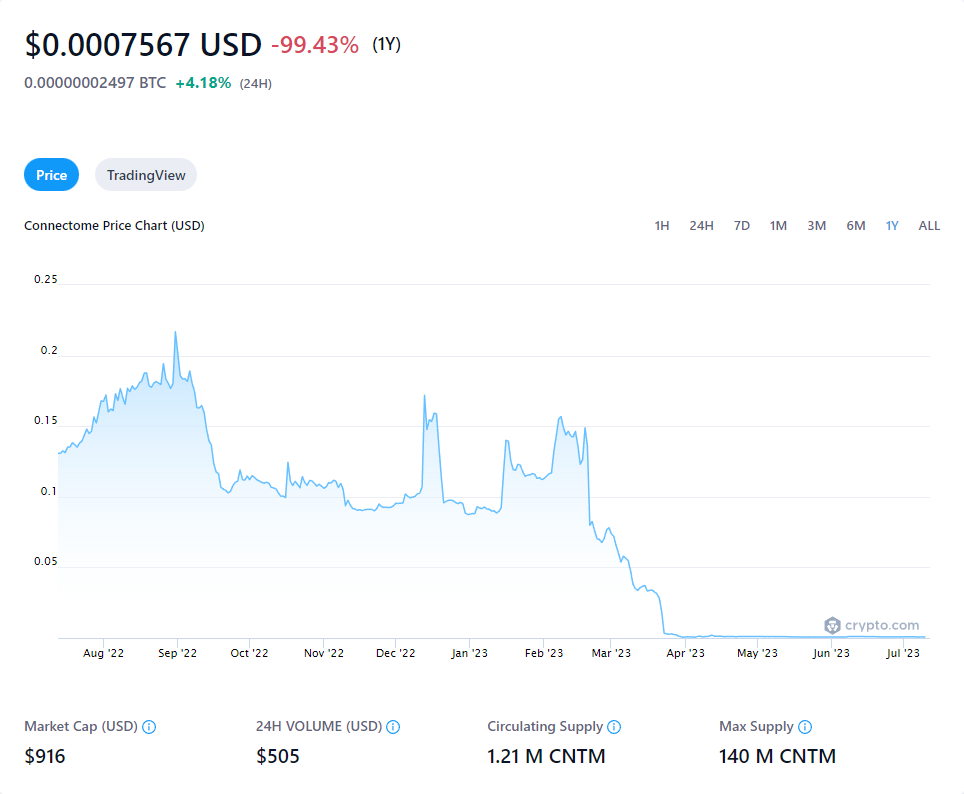 $0.0007567 USD -99.43% (1Y)
0.00000002497 BTC +4.18% (24H)
Price TradingView
Connectome Price Chart (USD) 1H 24H 7D 1M 3M 6M 1Y ALL
0.25
0.2
0.15
0.1
0.05
crypto.com
Aug '22 Sep '22 Oct '22 Nov '22 Dec '22 Jan '23 Feb '23 Mar '23 Apr '23 May '23 Jun '23 Jul '23
Market Cap (USD) 24H VOLUME (USD) Circulating Supply Max Supply
$916 $505 1.21 M CNTM 140 M CNTM